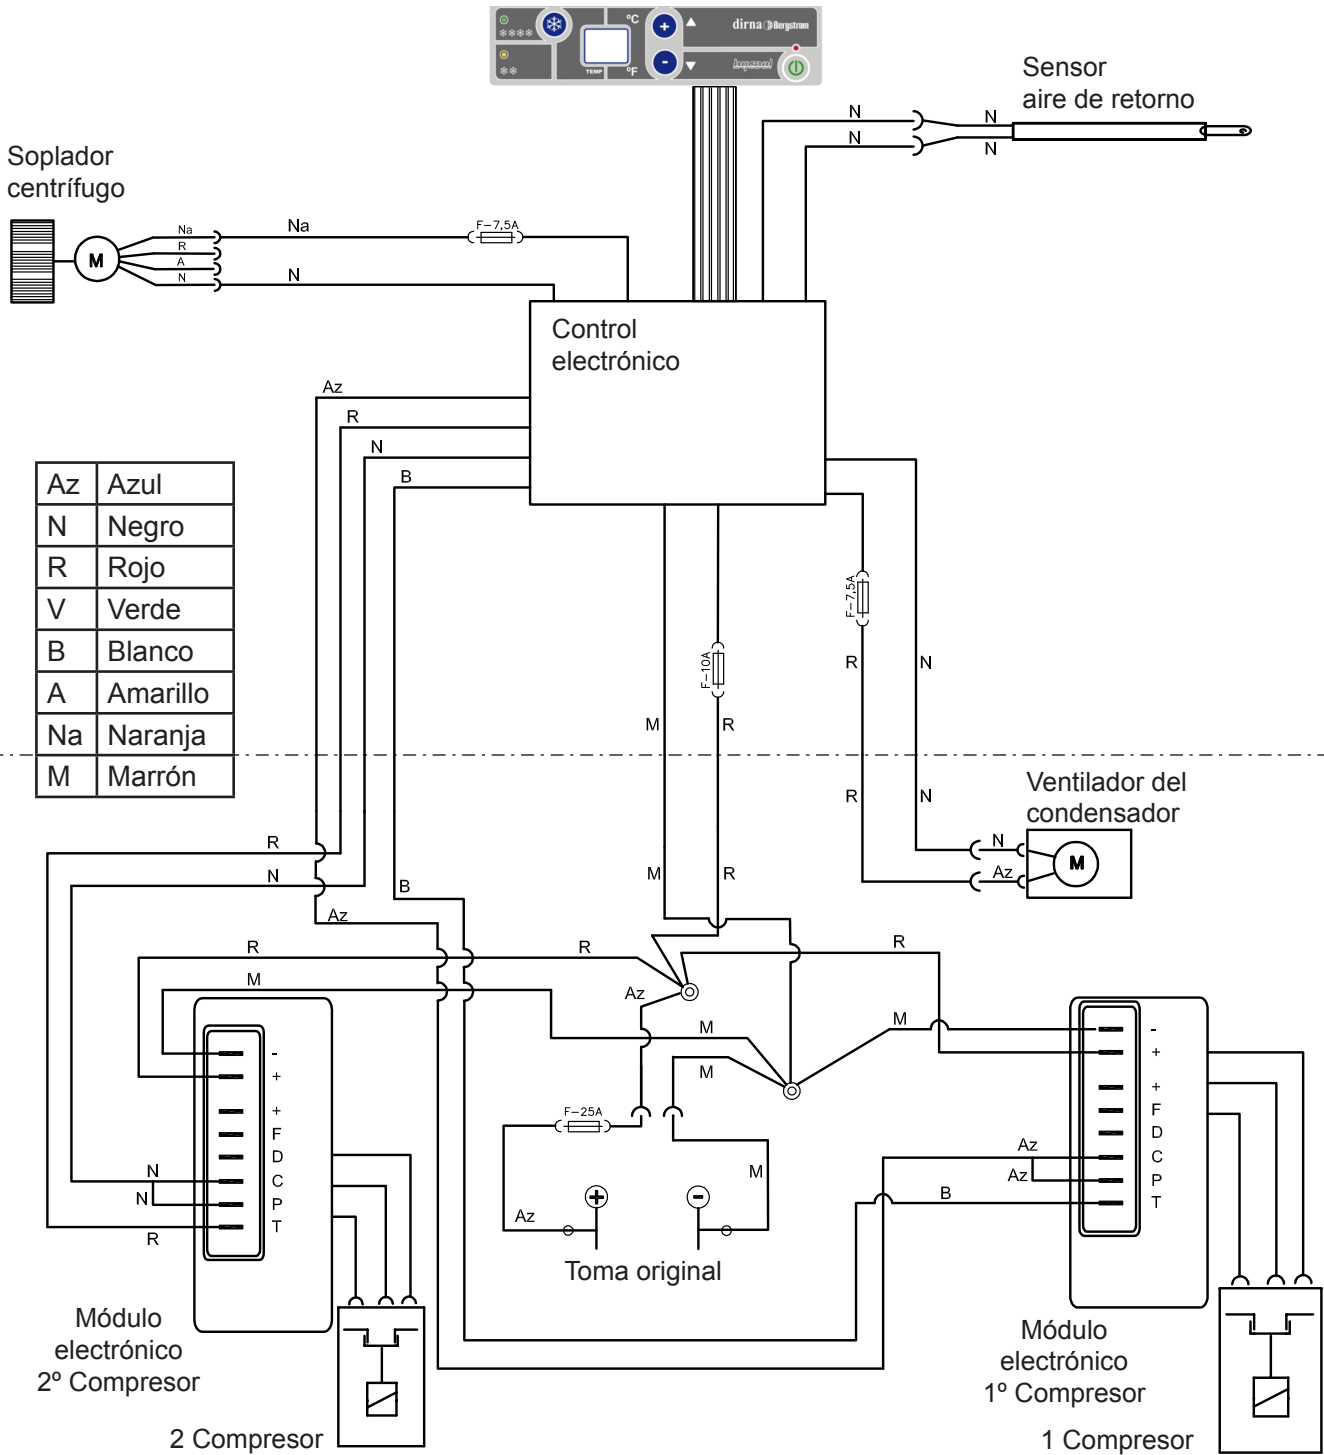 °C
dirna Bergstrom
TEMP
°F
bycool
Sensor
aire de retorno
N
N
N
N
Soplador
centrífugo
Na
R
A
N
Na
N
F-7,5A
M
Control
electrónico
Az
R
N
B
Az Azul
N Negro
R Rojo
V Verde
B Blanco
A Amarillo
Na Naranja
M Marrón
F-7,5A
F-10A
R
N
M
R
R
N
Ventilador del
condensador
N
Az
M
R
N
B
Az
M
R
R
R
R
M
Az
M
M
M
-
+
+
F
D
C
P
T
N
N
R
F-25A
Az
M
+
-
Toma original
-
+
+
F
D
C
P
T
Az
Az
B
Módulo
electrónico
2º Compresor
2 Compresor
Módulo
electrónico
1º Compresor
1 Compresor